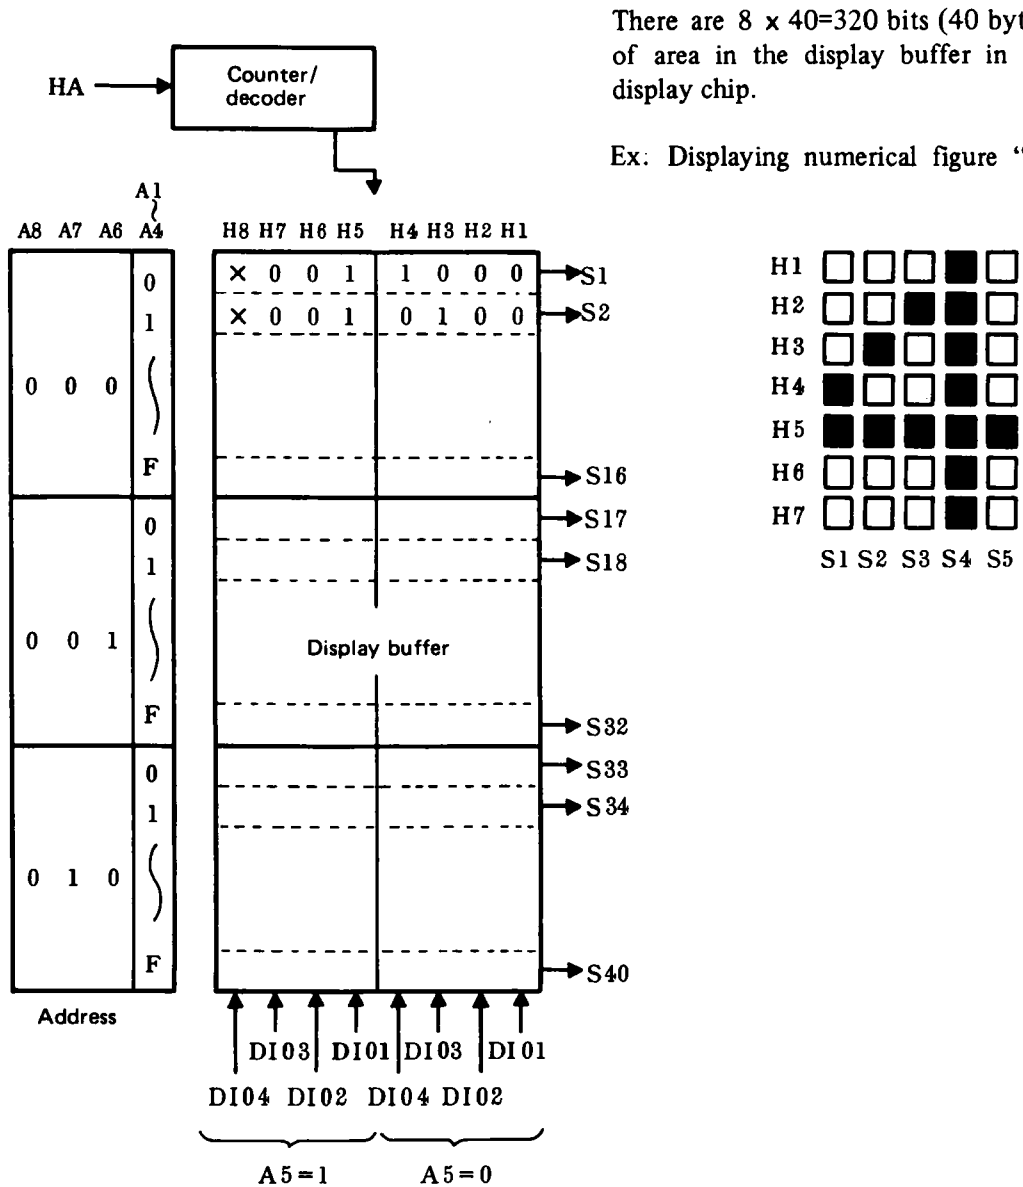 There are 8 x 40=320 bits (40 byt
of area in the display buffer in
display chip.
Ex: Displaying numerical figure “
HA
Counter/
decoder
A1
A8 A7 A6 A4
H8 H7 H6 H5 H4 H3 H2 H1
0 × 0 0 1 1 0 0 0 S1
1 × 0 0 1 0 1 0 0 S2
0 0 0
F S16
0 S17
1 S18
0 0 1 Display buffer
F S32
0 S33
1 S34
0 1 0
F S40
Address
DI03 DI01 DI03 DI01
DI04 DI02 DI04 DI02
A5=1 A5=0
H1
H2
H3
H4
H5
H6
H7
S1 S2 S3 S4 S5